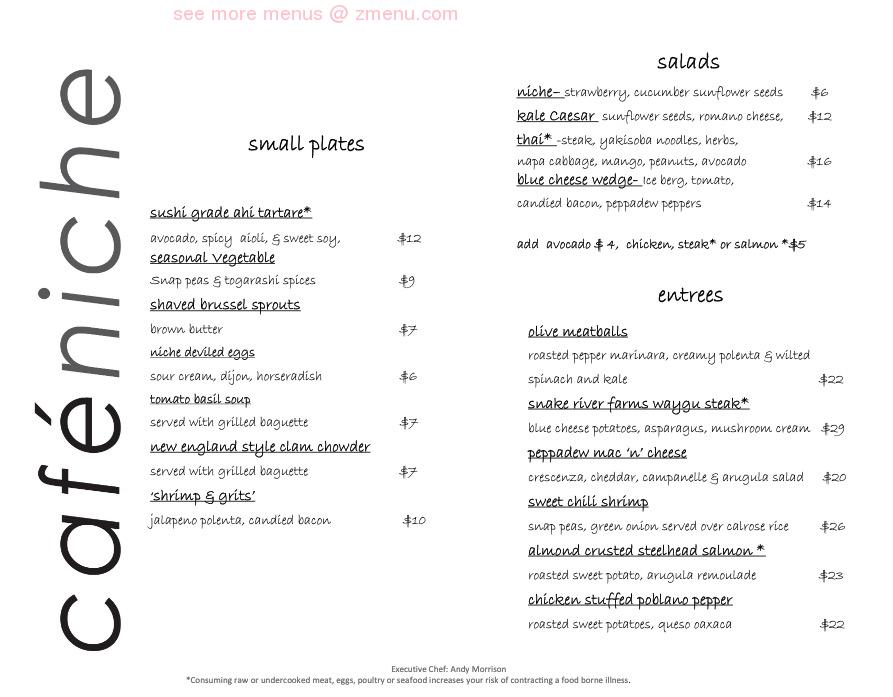 see more menus @ zmenu.com
café niche
small plates
sushi grade ahi tartare*
avocado, spicy aioli, & sweet soy, $12
seasonal Vegetable
Snap peas & togarashi spices $9
shaved brussel sprouts
brown butter $7
niche deviled eggs
sour cream, dijon, horseradish $6
tomato basil soup
served with grilled baguette $7
new england style clam chowder
served with grilled baguette $7
‘shrimp & grits’
jalapeno polenta, candied bacon $10
salads
niche– strawberry, cucumber sunflower seeds $6
kale Caesar sunflower seeds, romano cheese, $12
thai* -steak, yakisoba noodles, herbs,
napa cabbage, mango, peanuts, avocado $16
blue cheese wedge- Ice berg, tomato,
candied bacon, peppadew peppers $14
add avocado $ 4, chicken, steak* or salmon *$5
entrees
olive meatballs
roasted pepper marinara, creamy polenta & wilted
spinach and kale $22
snake river farms waygu steak*
blue cheese potatoes, asparagus, mushroom cream $29
peppadew mac ‘n’ cheese
crescenza, cheddar, campanelle & arugula salad $20
sweet chili shrimp
snap peas, green onion served over calrose rice $26
almond crusted steelhead salmon *
roasted sweet potato, arugula remoulade $23
chicken stuffed poblano pepper
roasted sweet potatoes, queso oaxaca $22
Executive Chef: Andy Morrison
*Consuming raw or undercooked meat, eggs, poultry or seafood increases your risk of contracting a food borne illness.